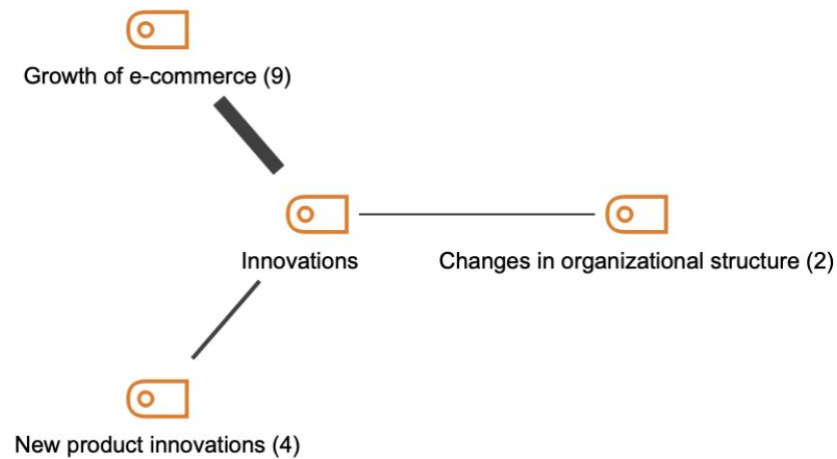 Growth of e-commerce (9)
Innovations
Changes in organizational structure (2)
New product innovations (4)